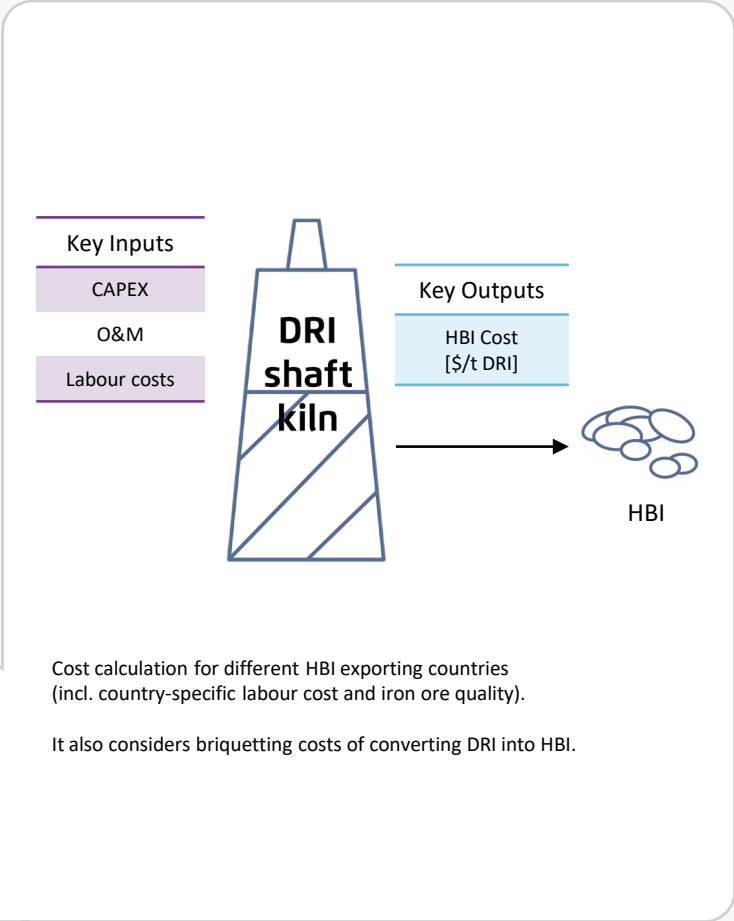 Key Inputs
CAPEX
O&M
Labour costs
DRI
shaft
kiln
Key Outputs
HBI Cost
[$/t DRI]
HBI
Cost calculation for different HBI exporting countries
(incl. country-specific labour cost and iron ore quality).
It also considers briquetting costs of converting DRI into HBI.